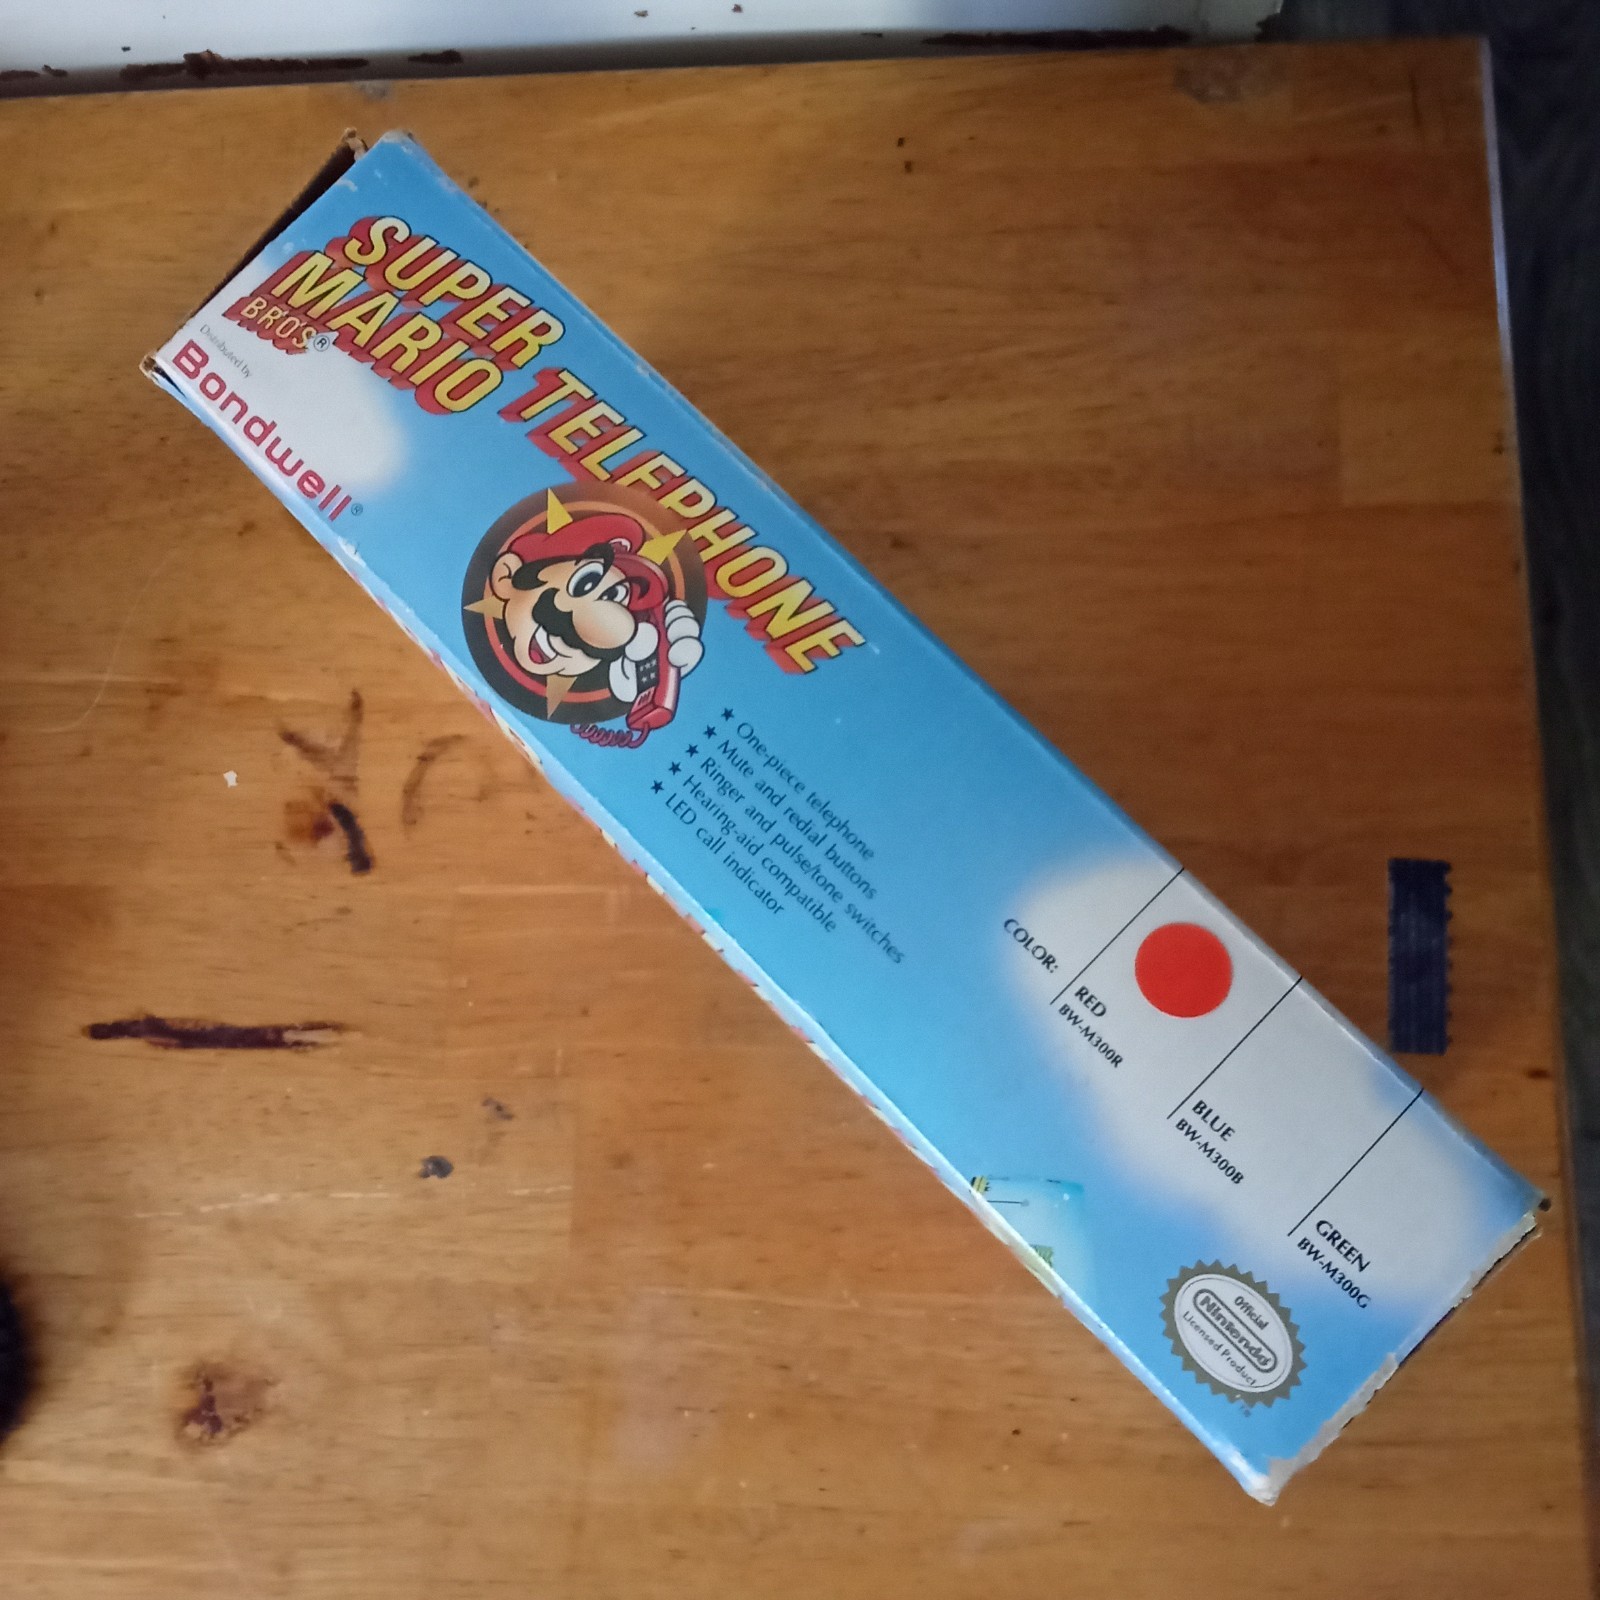 SUPER
MARIO
BROS.®
TELEPHONE
Distributed by
Bondwell®
★ One-piece telephone
★ Mute and redial buttons
★ Ringer and pulse/tone switches
★ Hearing-aid compatible
★ LED call indicator
COLOR:
RED
BW-M300R
BLUE
BW-M300B
GREEN
BW-M300G
Official
Nintendo
Licensed Product
TM